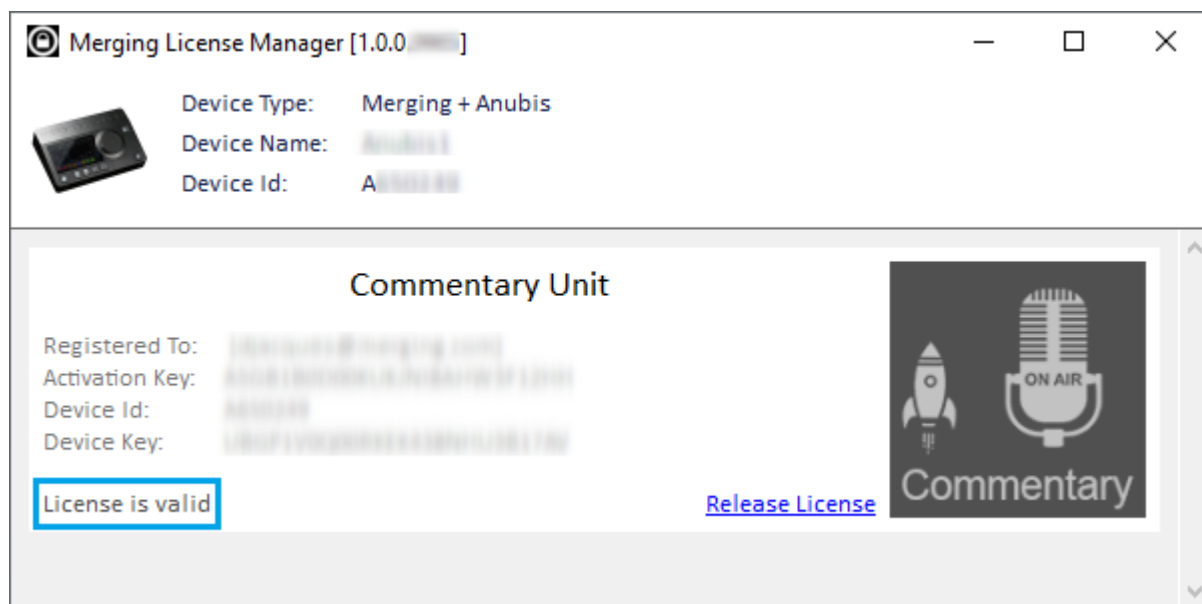 Merging License Manager [1.0.0. ]
Device Type: Merging + Anubis
Device Name:
Device Id: A
Commentary Unit
Registered To:
Activation Key:
Device Id:
Device Key:
License is valid
Release License
ON AIR
Commentary